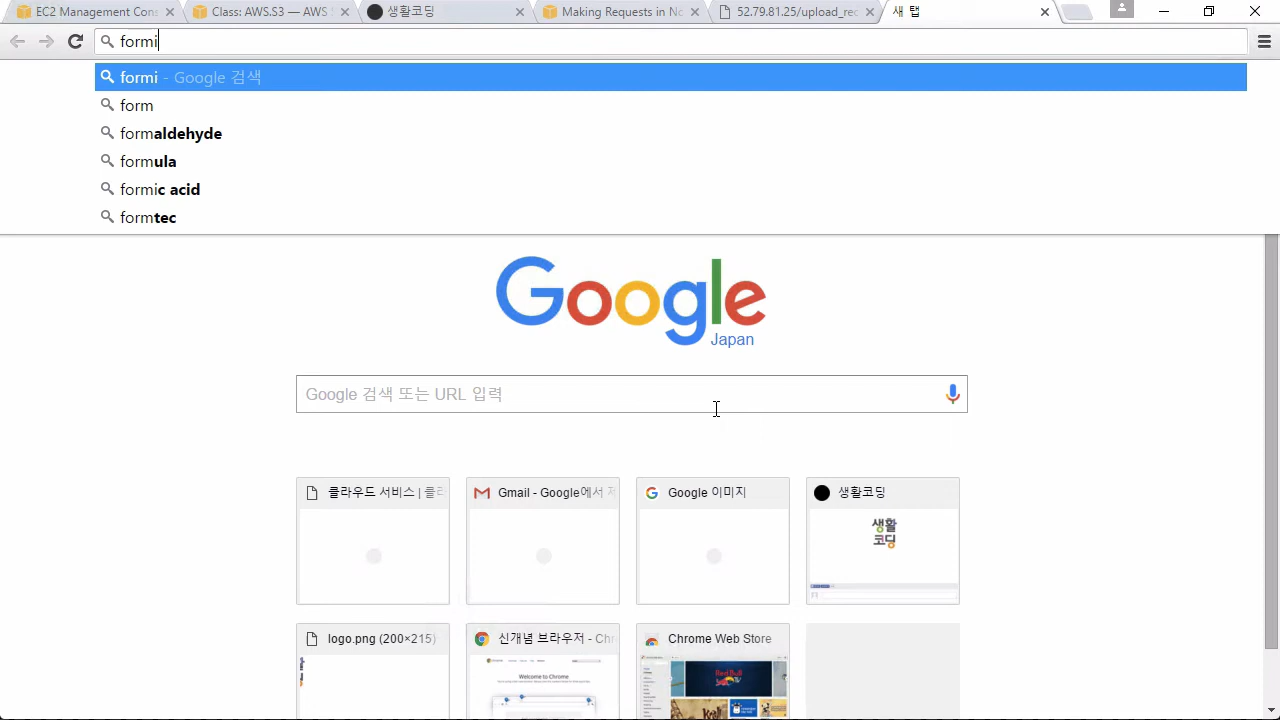 EC2 Management Cons
Class: AWS.S3 — AWS
생활코딩
Making Requests in No
52.79.81.25/upload_rec
새 탭
formi
formi - Google 검색
form
formaldehyde
formula
formic acid
formtec
Google
Japan
Google 검색 또는 URL 입력
클라우드 서비스 | 클라
Gmail - Google에서 제
Google 이미지
생활코딩
생활
코딩
logo.png (200×215)
신개념 브라우저 - Chr
Chrome Web Store
Welcome to Chrome
Red Bull